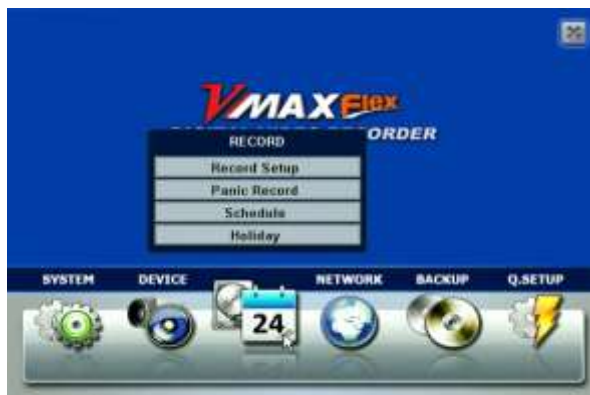 VMAX Flex
ORDER
RECORD
Record Setup
Panic Record
Schedule
Holiday
SYSTEM
DEVICE
NETWORK
BACKUP
Q.SETUP
24